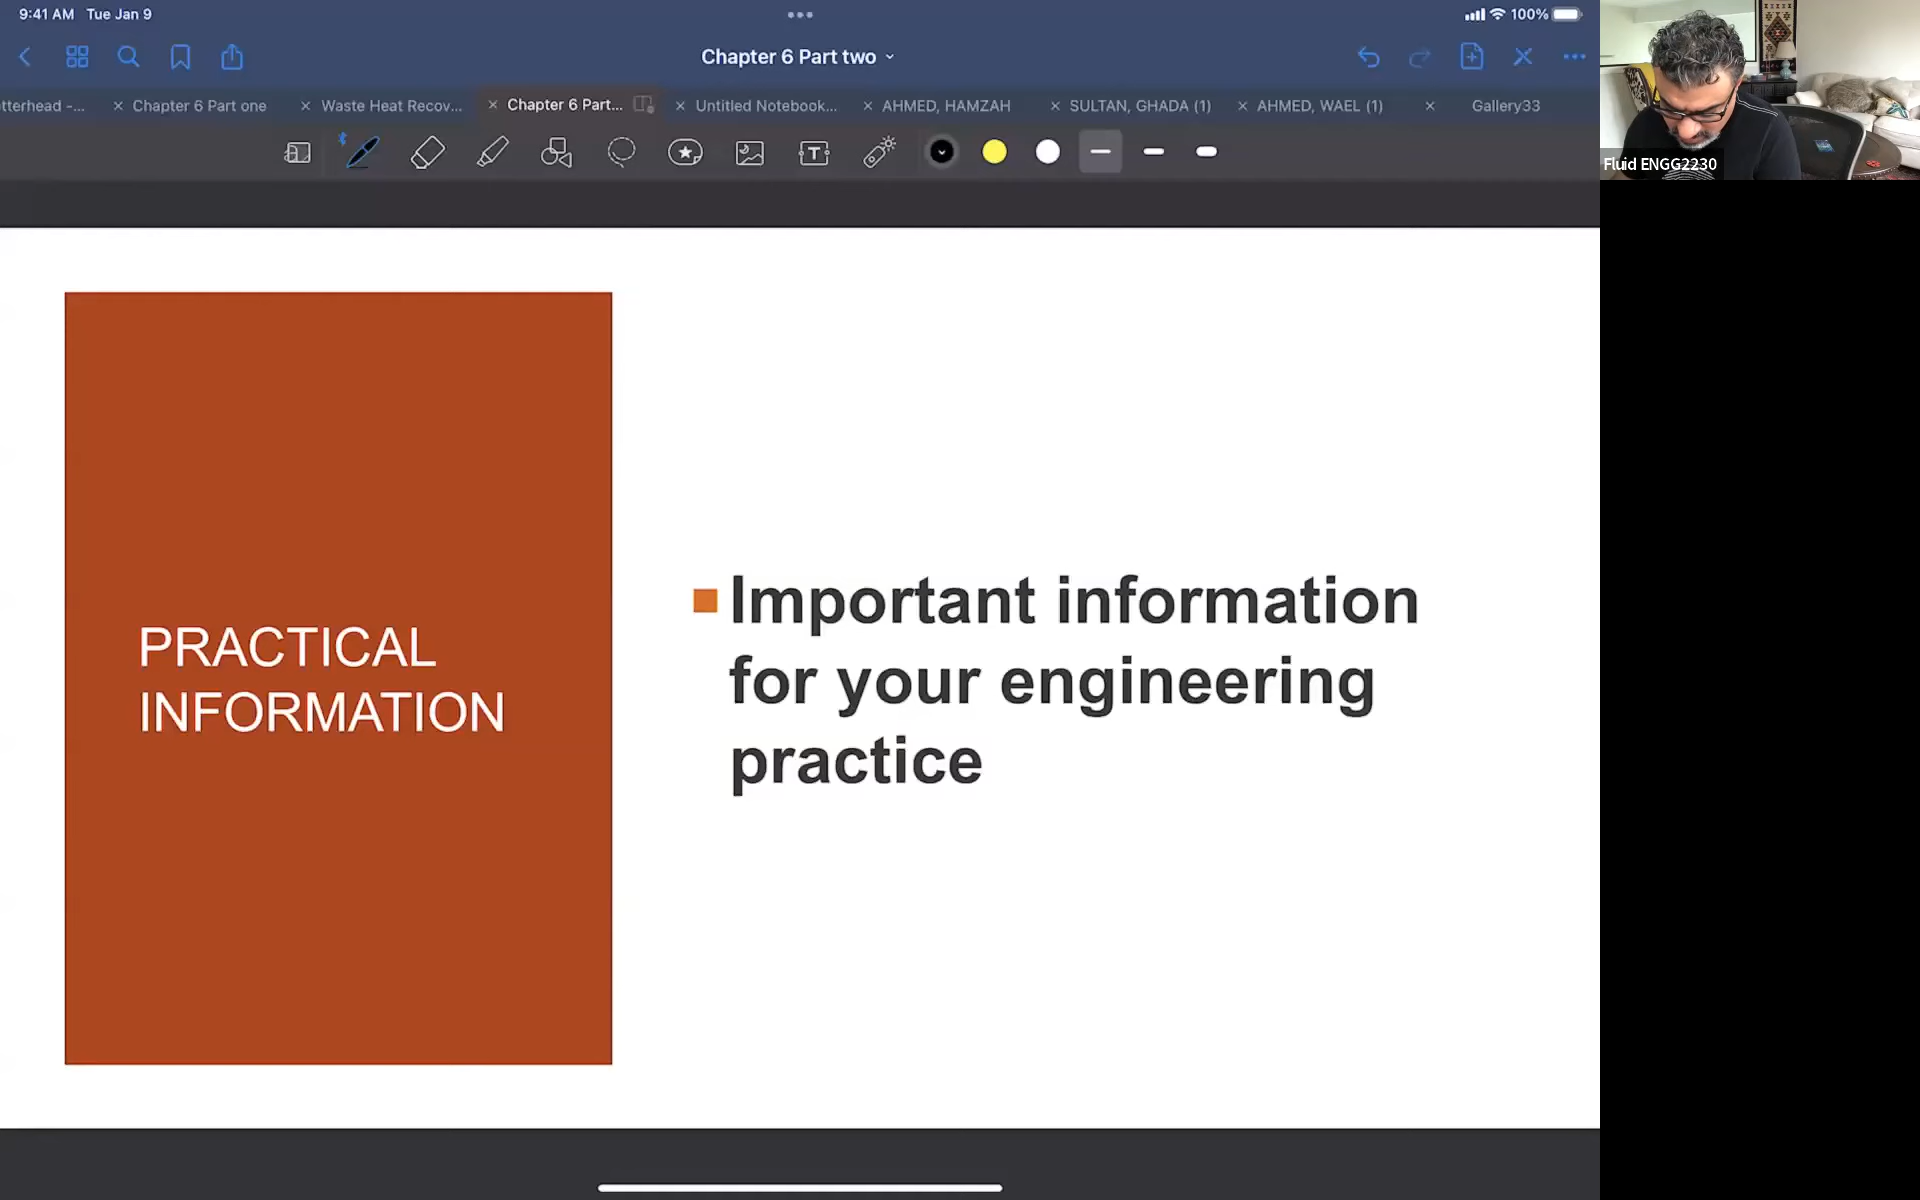 9:41 AM Tue Jan 9
100%
Chapter 6 Part two
tterhead -...
Chapter 6 Part one
Waste Heat Recov...
Chapter 6 Part...
Untitled Notebook...
AHMED, HAMZAH
SULTAN, GHADA (1)
AHMED, WAEL (1)
Gallery33
Fluid ENGG2230
PRACTICAL
INFORMATION
Important information
for your engineering
practice